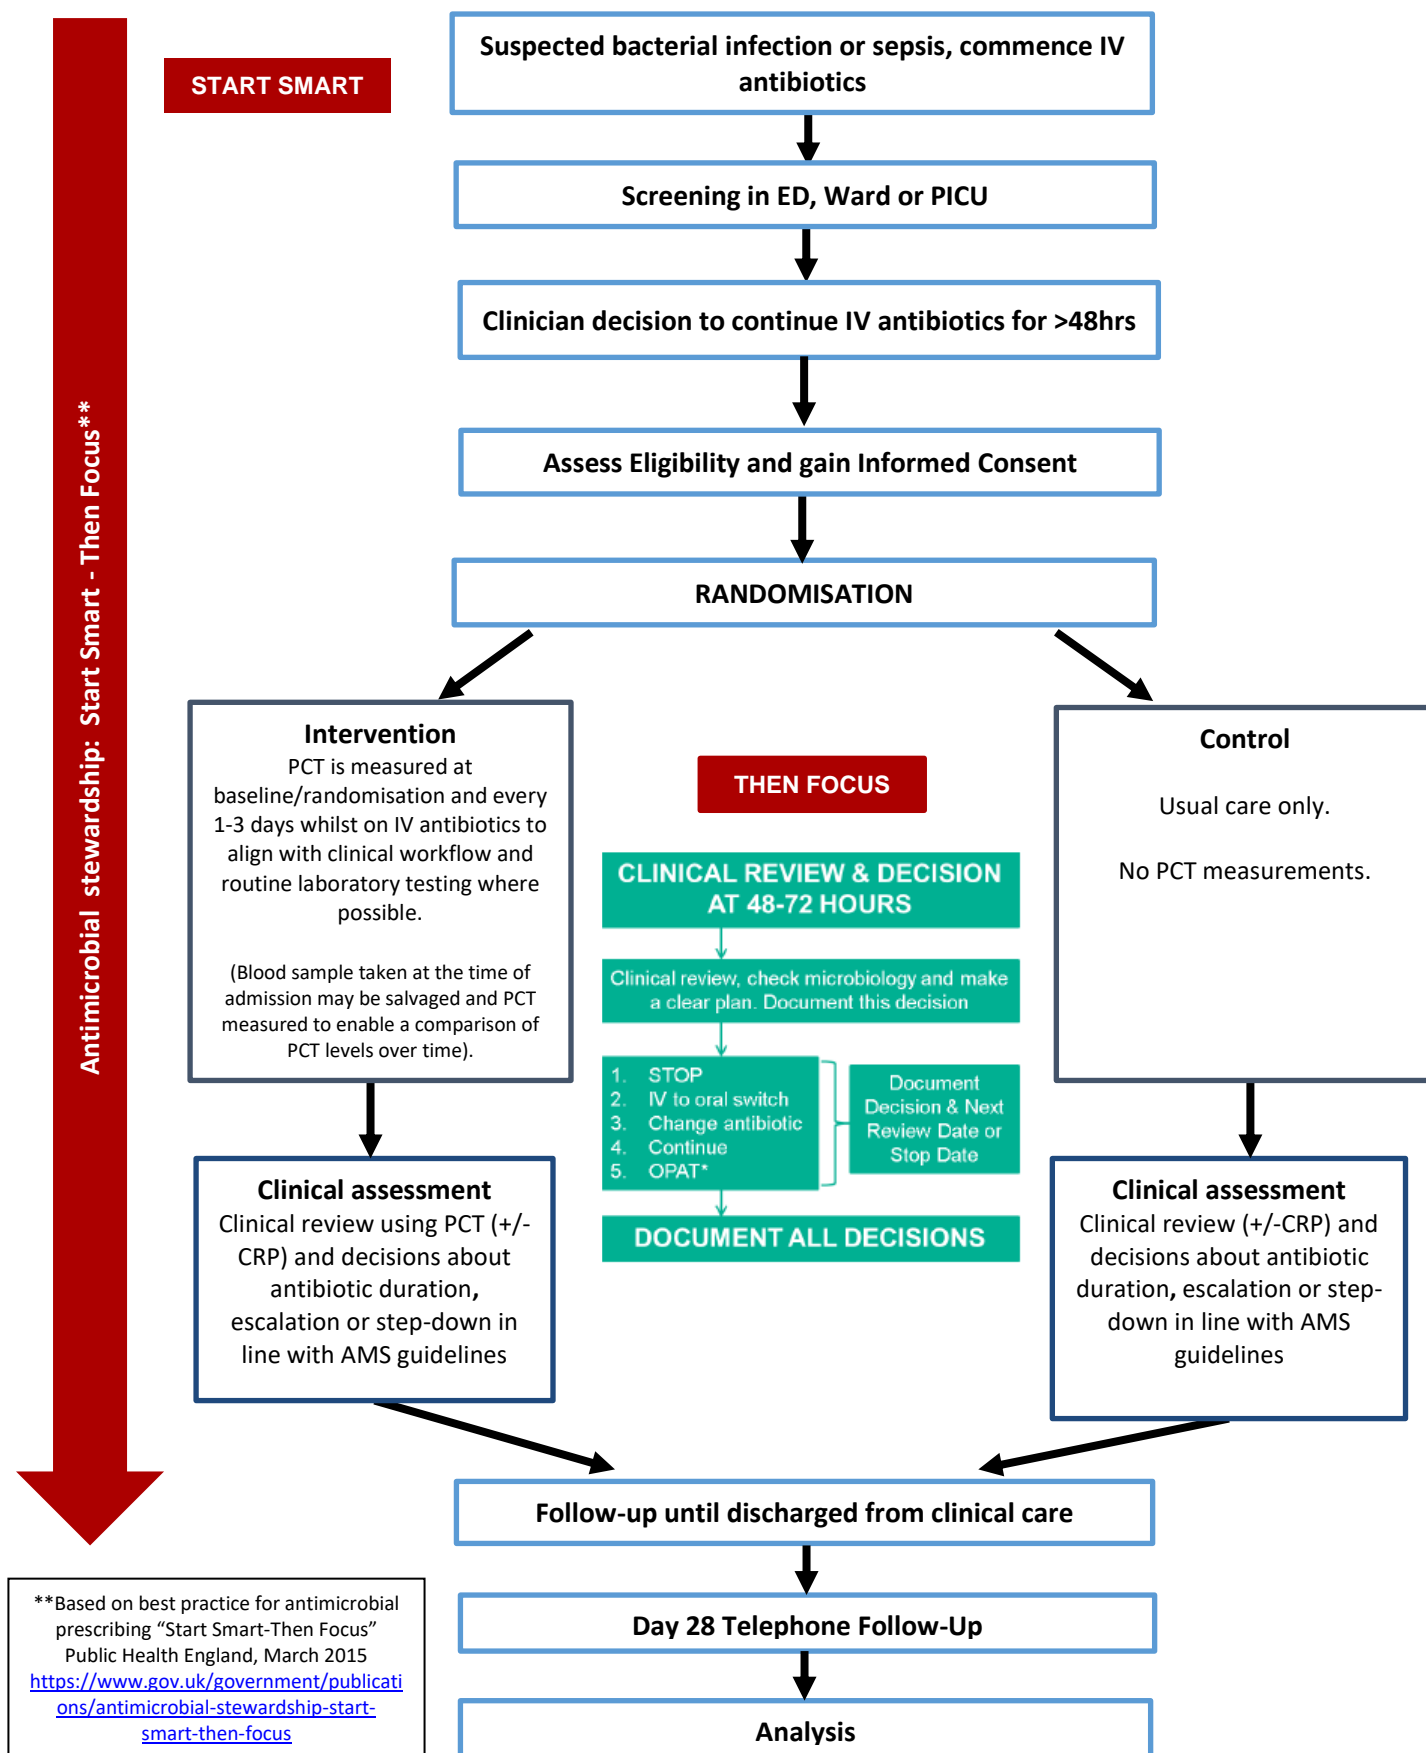 Suspected bacterial infection or sepsis, commence IV
antibiotics
START SMART
Screening in ED, Ward or PICU
Clinician decision to continue IV antibiotics for >48hrs
Assess Eligibility and gain Informed Consent
RANDOMISATION
Antimicrobial stewardship: Start Smart - Then Focus**
Intervention
PCT is measured at
baseline/randomisation and every
1-3 days whilst on IV antibiotics to
align with clinical workflow and
routine laboratory testing where
possible.
(Blood sample taken at the time of
admission may be salvaged and PCT
measured to enable a comparison of
PCT levels over time).
THEN FOCUS
CLINICAL REVIEW & DECISION
AT 48-72 HOURS
Clinical review, check microbiology and make
a clear plan. Document this decision
1. STOP
2. IV to oral switch
3. Change antibiotic
4. Continue
5. OPAT*
Document
Decision & Next
Review Date or
Stop Date
DOCUMENT ALL DECISIONS
Control
Usual care only.
No PCT measurements.
Clinical assessment
Clinical review using PCT (+/-
CRP) and decisions about
antibiotic duration,
escalation or step-down in
line with AMS guidelines
Clinical assessment
Clinical review (+/-CRP) and
decisions about antibiotic
duration, escalation or step-
down in line with AMS
guidelines
Follow-up until discharged from clinical care
Day 28 Telephone Follow-Up
Analysis
**Based on best practice for antimicrobial
prescribing “Start Smart-Then Focus”
Public Health England, March 2015
https://www.gov.uk/government/publicati
ons/antimicrobial-stewardship-start-
smart-then-focus